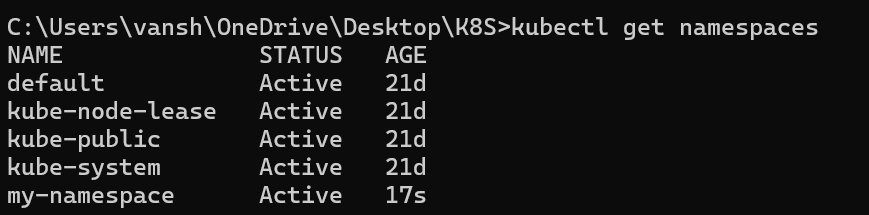 C:\Users\vansh\OneDrive\Desktop\K8S>kubectl get namespaces
NAME STATUS AGE
default Active 21d
kube-node-lease Active 21d
kube-public Active 21d
kube-system Active 21d
my-namespace Active 17s